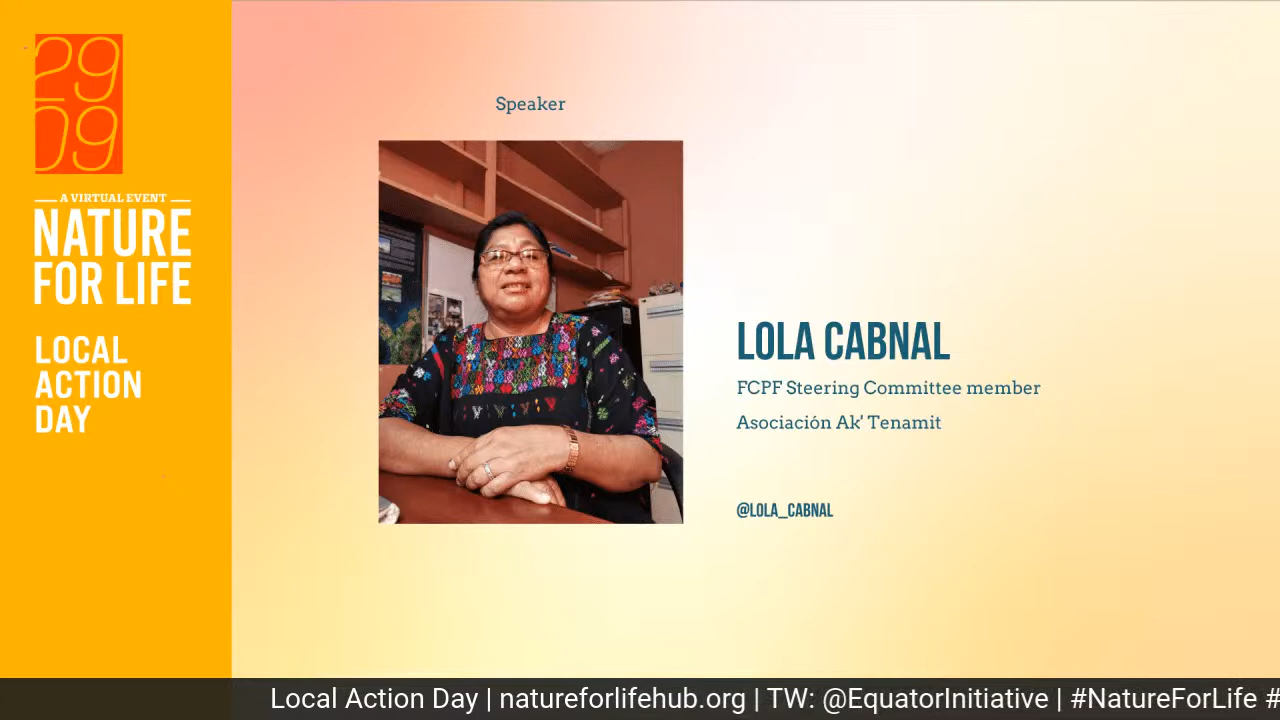 29
09
A VIRTUAL EVENT
NATURE
FOR LIFE
LOCAL
ACTION
DAY
Speaker
LOLA CABNAL
FCPF Steering Committee member
Asociación Ak' Tenamit
@LOLA_CABNAL
Local Action Day | natureforlifehub.org | TW: @EquatorInitiative | #NatureForLife #